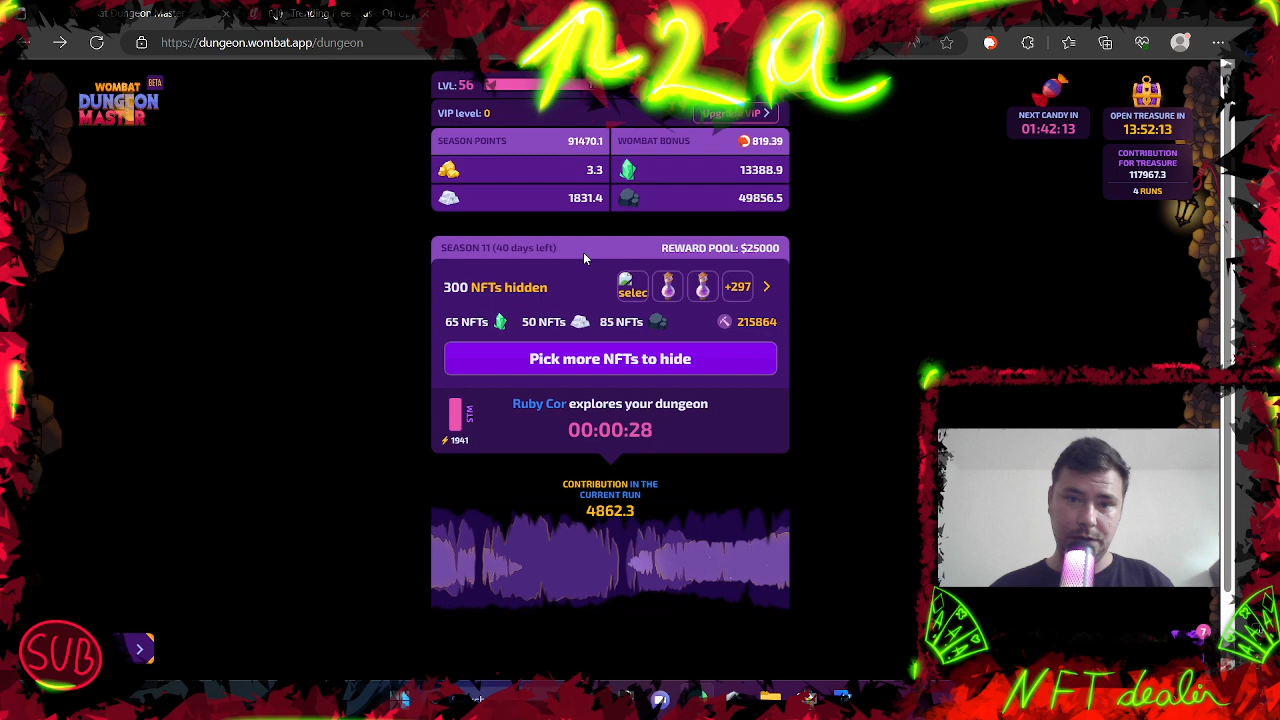 https://dungeon.wombat.app/dungeon
WOMBAT BETA
DUNGEON
MASTER
LVL: 56
VIP level: 0
SEASON POINTS 91470.1 WOMBAT BONUS 819.39
3.3 13388.9
1831.4 49856.5
NEXT CANDY IN
01:42:13
OPEN TREASURE IN
13:52:13
CONTRIBUTION
FOR TREASURE
117967.3
4 RUNS
SEASON 11 (40 days left) REWARD POOL: $25000
300 NFTs hidden selec +297
65 NFTs 50 NFTs 85 NFTs 215864
Pick more NFTs to hide
Ruby Cor explores your dungeon
00:00:28
STM
1941
CONTRIBUTION IN THE
CURRENT RUN
4862.3
SUB
7
NFT dealer